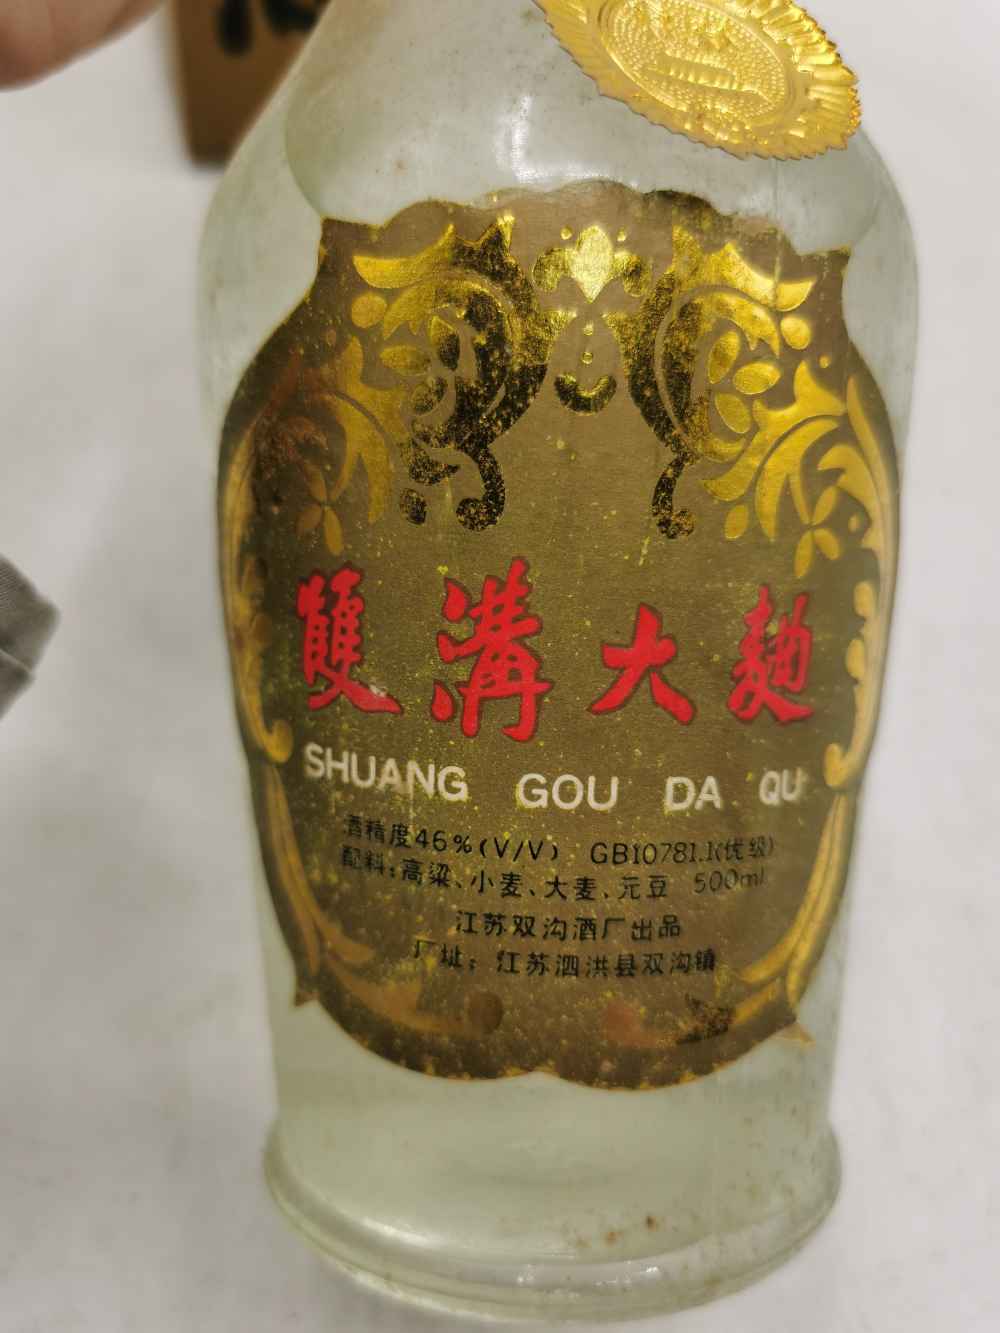 雙溝大麯
SHUANG GOU DA QU
酒精度46%(V/V) GB10781.1(优级)
配料:高粱、小麦、大麦、元豆 500ml
江苏双沟酒厂出品
厂址:江苏泗洪县双沟镇